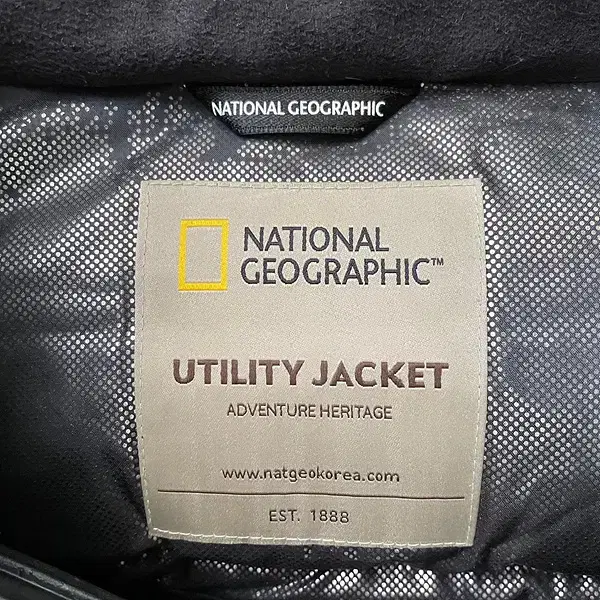 NATIONAL GEOGRAPHIC
NATIONAL
GEOGRAPHIC™
UTILITY JACKET
ADVENTURE HERITAGE
www.natgeokorea.com
EST. 1888